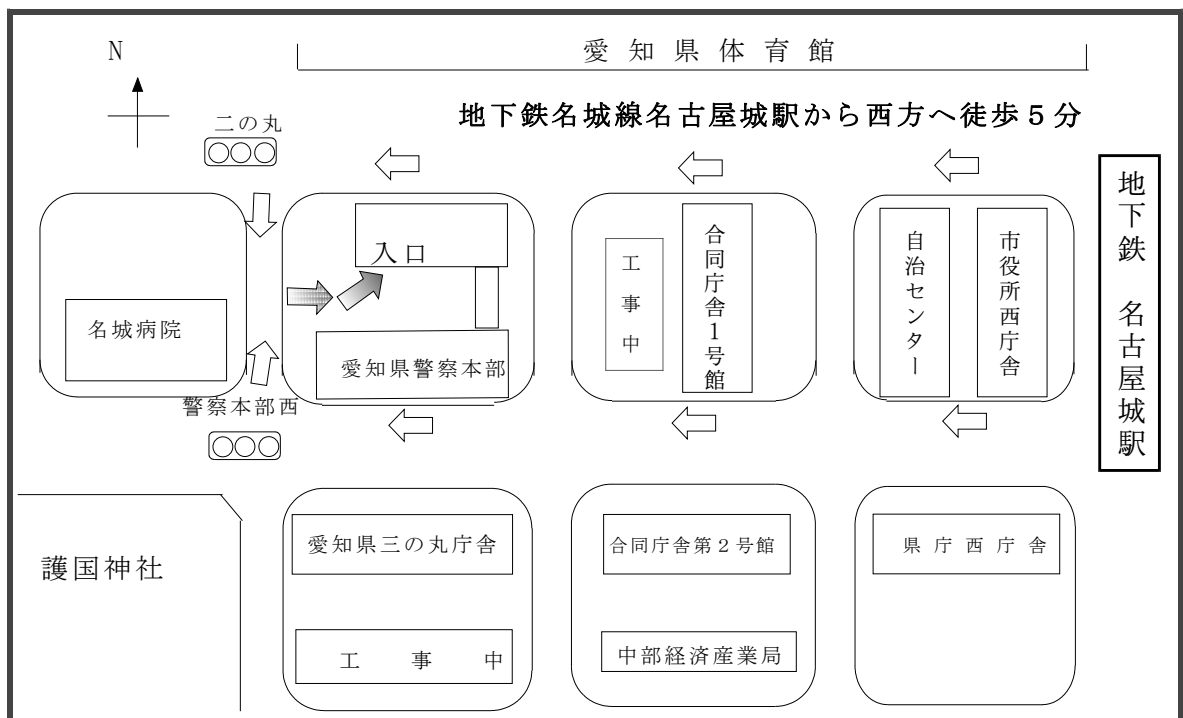 N
愛知県体育館
地下鉄名城線名古屋城駅から西方へ徒歩５分
二の丸
地下鉄　名古屋城駅
入口
工事中
合同庁舎１号館
自治センター
市役所西庁舎
名城病院
愛知県警察本部
警察本部西
護国神社
愛知県三の丸庁舎
合同庁舎第２号館
県庁西庁舎
工事中
中部経済産業局